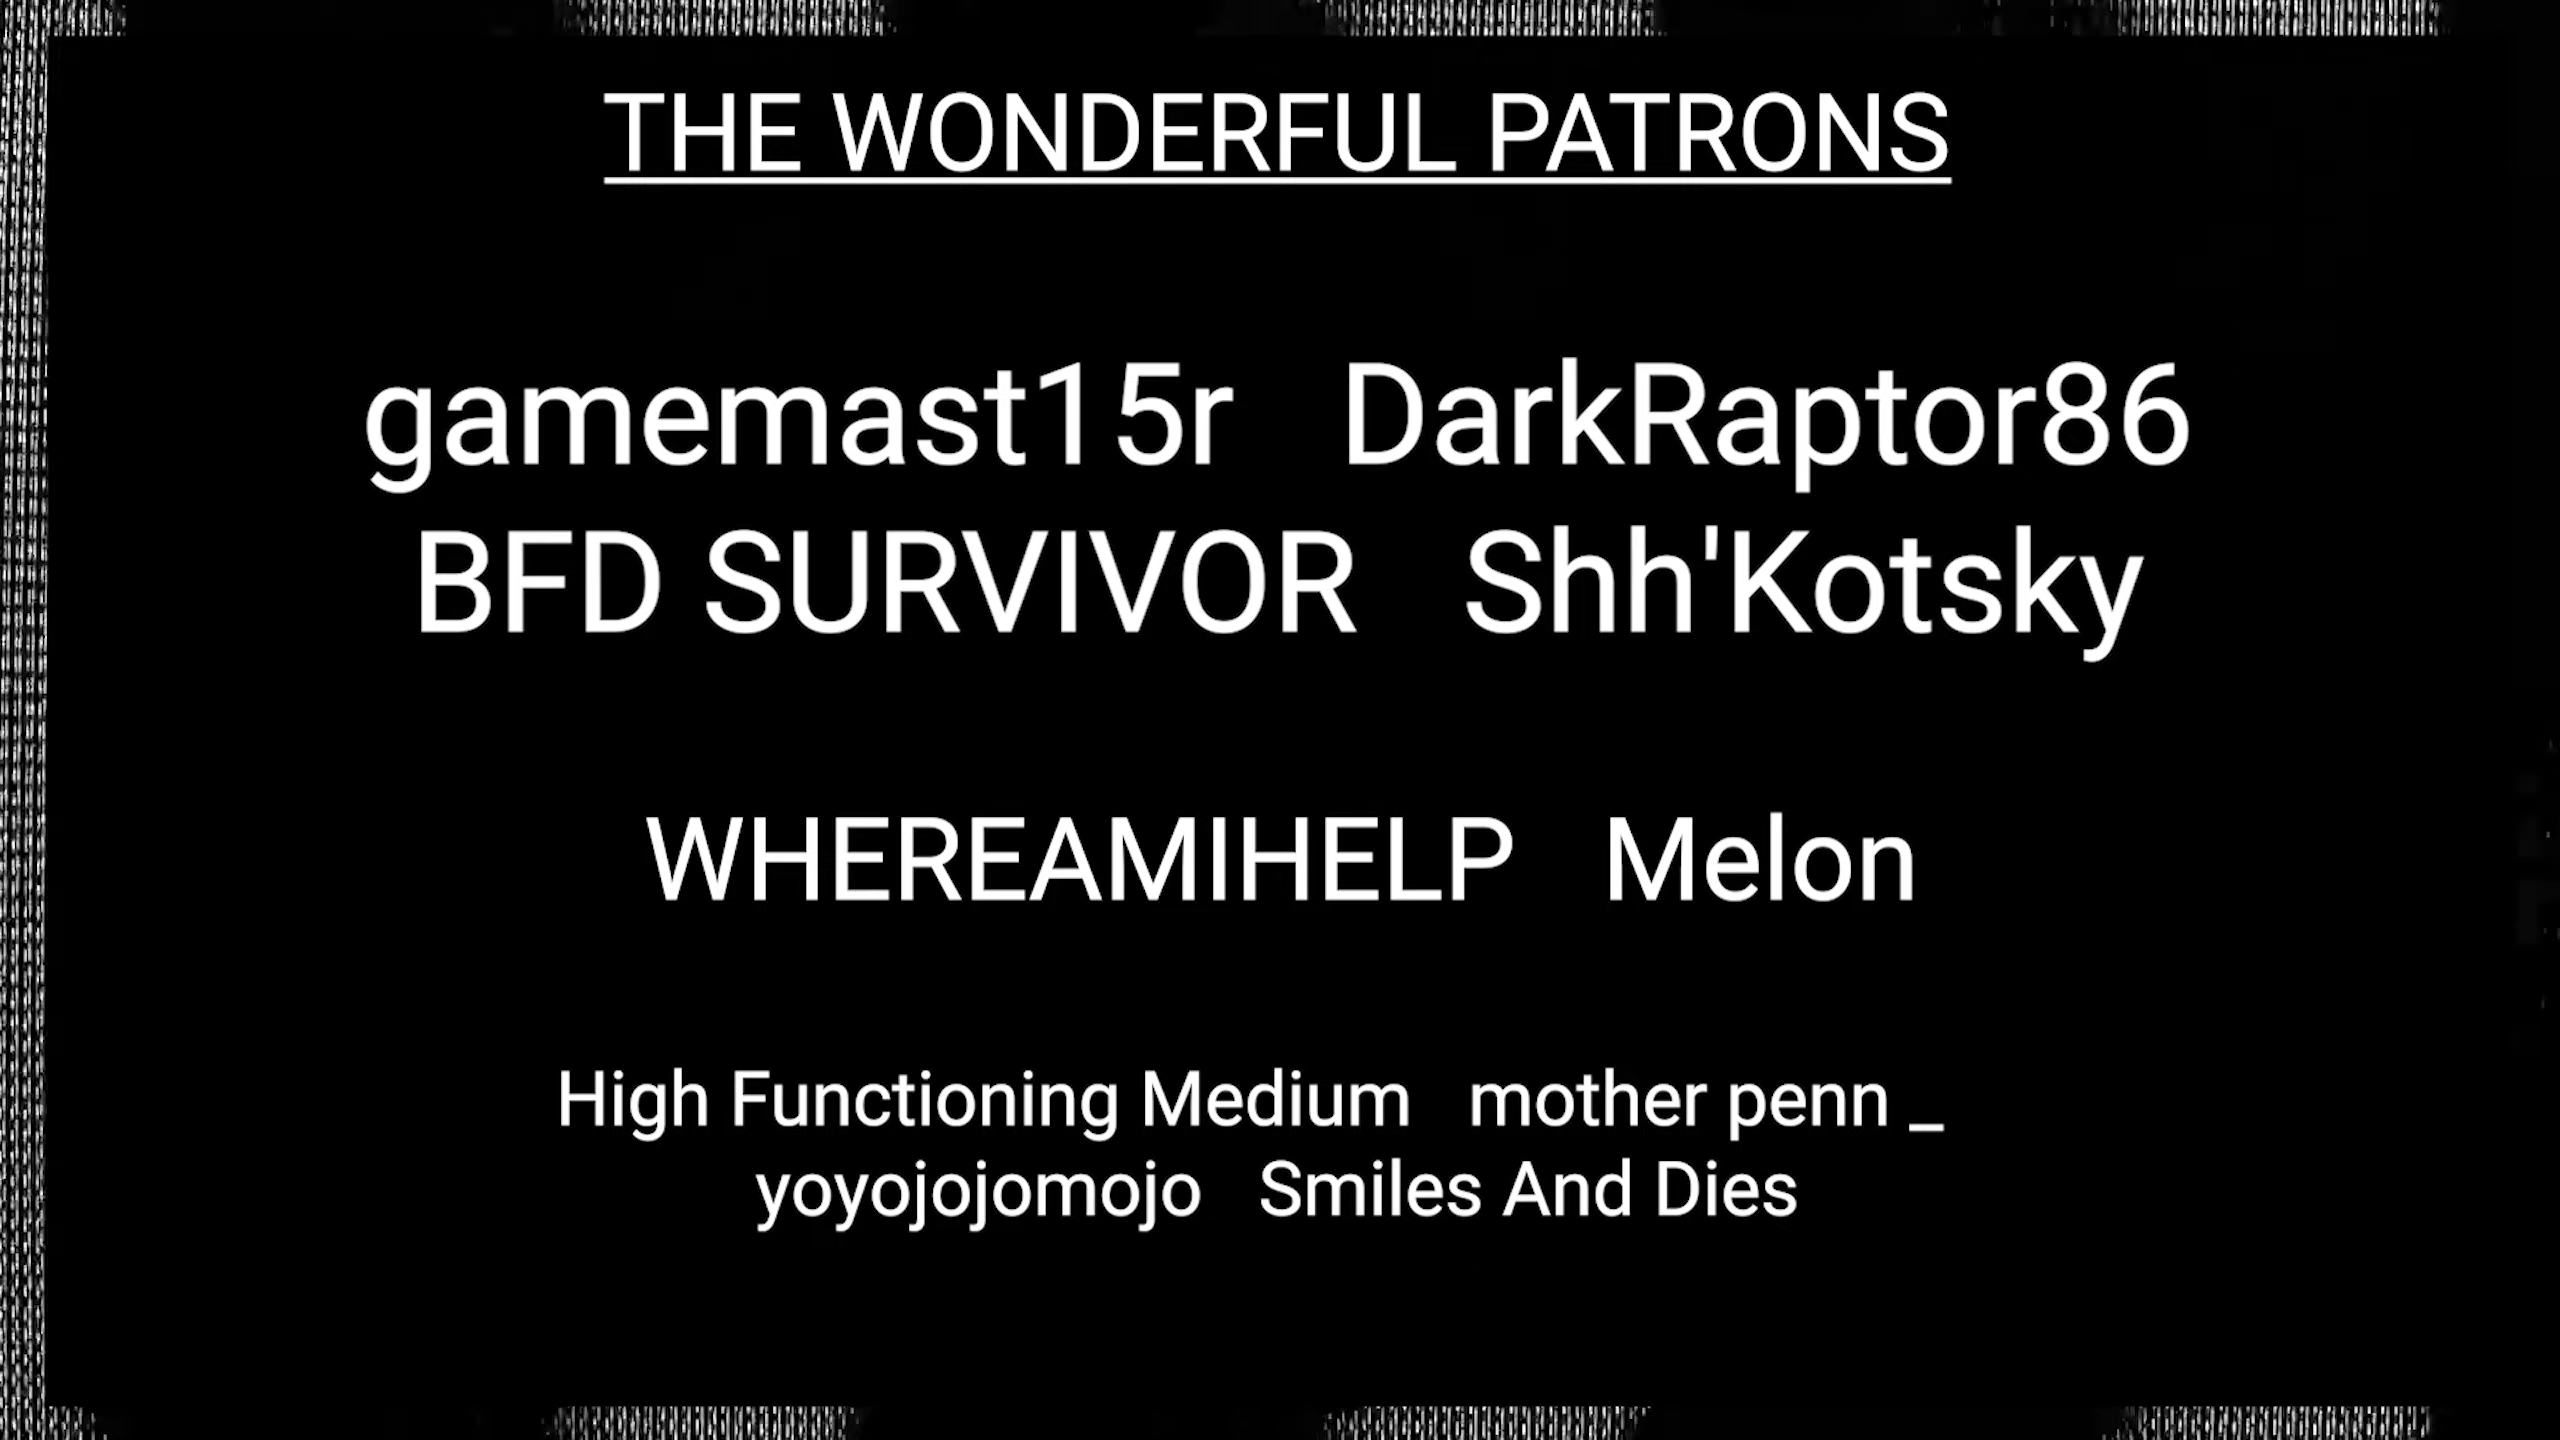 THE WONDERFUL PATRONS
gamemast15r DarkRaptor86
BFD SURVIVOR Shh'Kotsky
WHEREAMIHELP Melon
High Functioning Medium mother penn _
yoyojojomojo Smiles And Dies